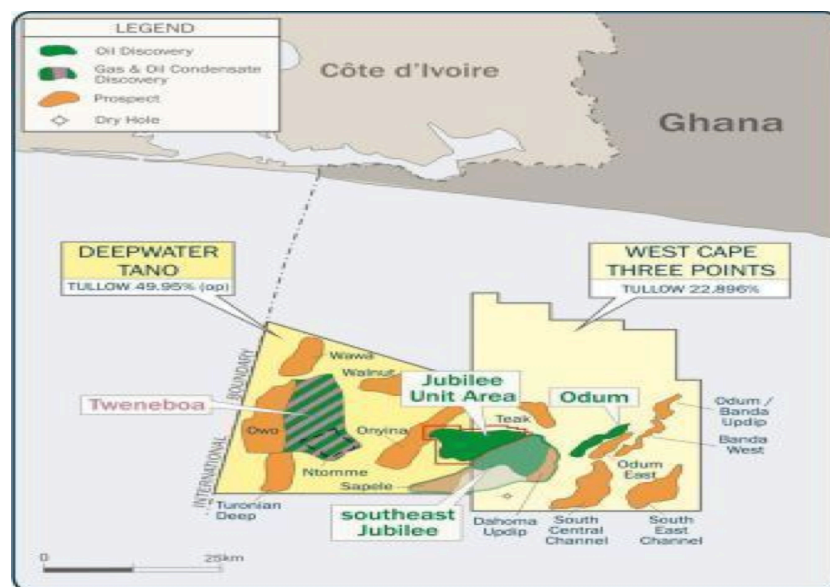 LEGEND
Oil Discovery
Gas & Oil Condensate
Discovery
Prospect
Dry Hole
Côte d'Ivoire
Ghana
DEEPWATER
TANO
TULLOW 49.95% (op)
WEST CAPE
THREE POINTS
TULLOW 22.896%
INTERNATIONAL BOUNDARY
Wawa
Walnut
Tweneboa
Jubilee
Unit Area
Teak
Odum
Odum /
Banda
Updip
Owo
Onyina
Banda
West
Ntomme
Odum
East
Sapele
Turonian
Deep
southeast
Jubilee
Dahoma
Updip
South
Central
Channel
South
East
Channel
0
25km